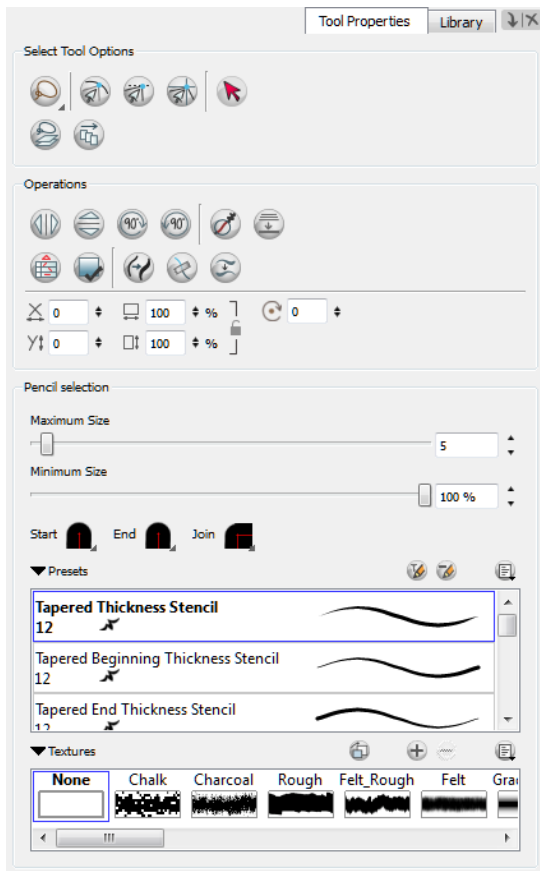 Tool Properties Library
Select Tool Options
Operations
90° 90°
X 0 100 % 0
Y 0 100 %
Pencil selection
Maximum Size
5
Minimum Size
100 %
Start End Join
Presets
Tapered Thickness Stencil
12
Tapered Beginning Thickness Stencil
12
Tapered End Thickness Stencil
12
Textures
None Chalk Charcoal Rough Felt_Rough Felt Grad